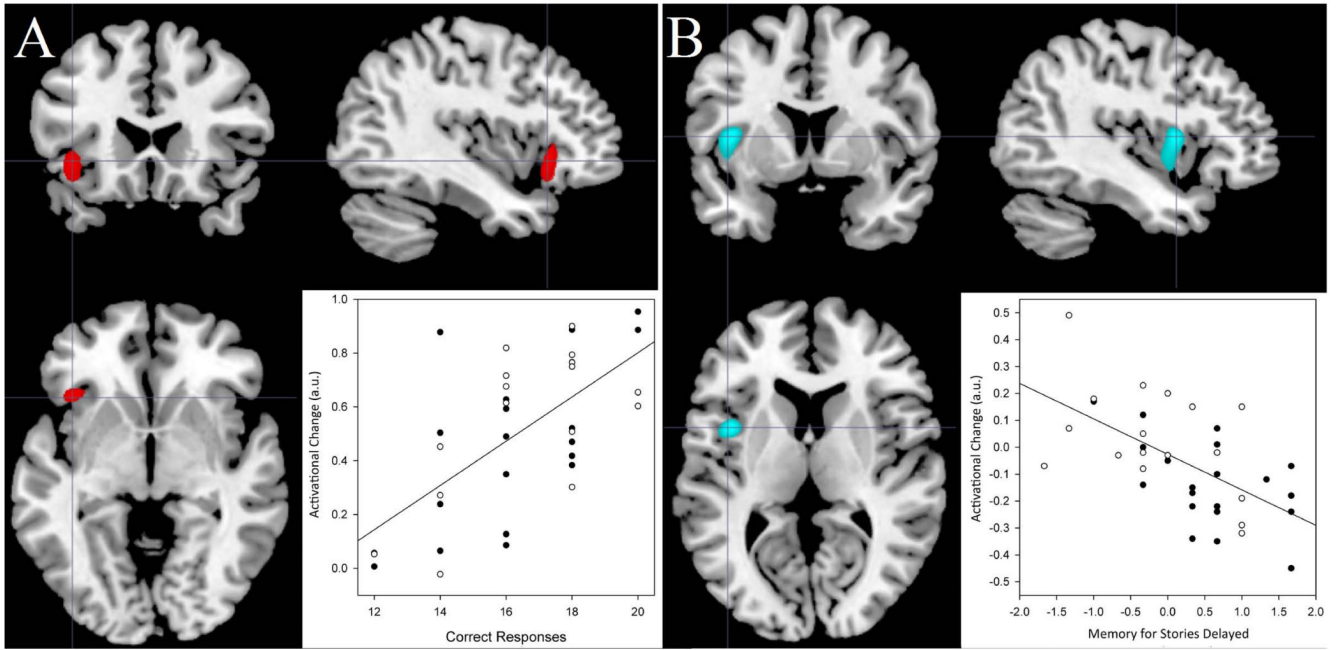 A
B
1.0
0.8
0.6
0.4
0.2
0.0
Activational Change (a.u.)
12 14 16 18 20
Correct Responses
0.5
0.4
0.3
0.2
0.1
0.0
-0.1
-0.2
-0.3
-0.4
-0.5
Activational Change (a.u.)
-2.0 -1.5 -1.0 -0.5 0.0 0.5 1.0 1.5 2.0
Memory for Stories Delayed